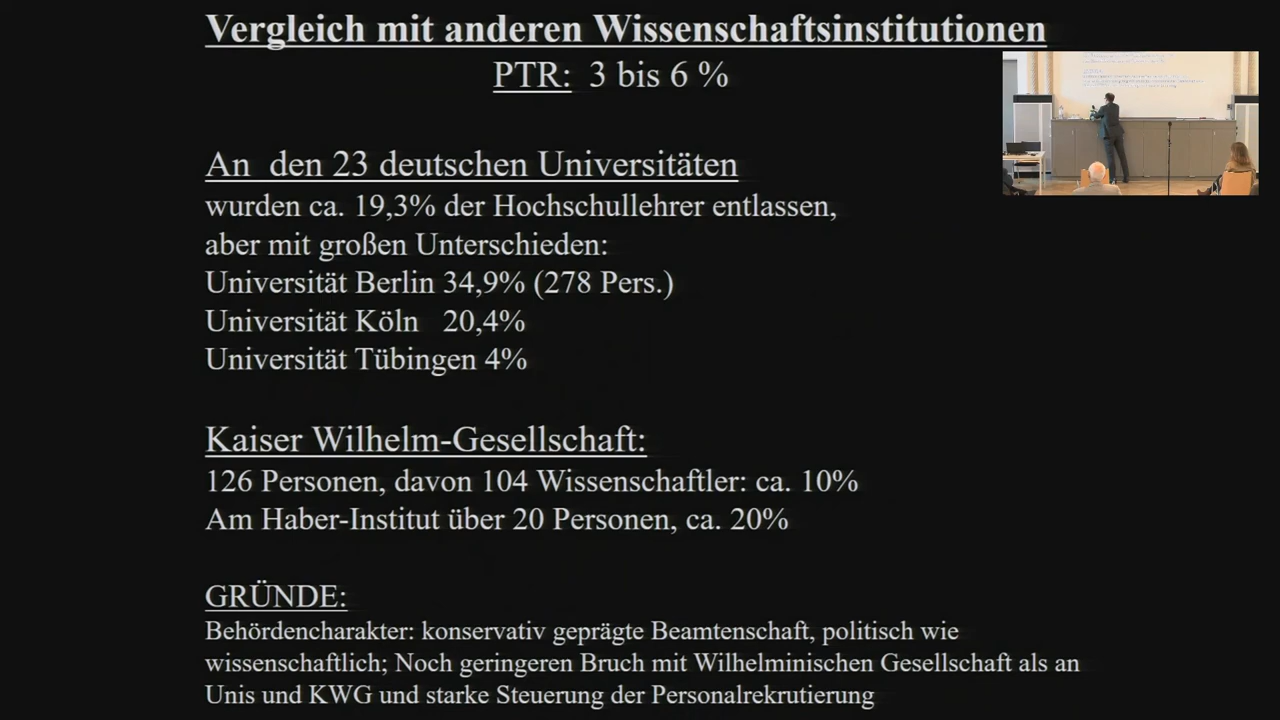 Vergleich mit anderen Wissenschaftsinstitutionen
PTR: 3 bis 6 %
An den 23 deutschen Universitäten
wurden ca. 19,3% der Hochschullehrer entlassen,
aber mit großen Unterschieden:
Universität Berlin 34,9% (278 Pers.)
Universität Köln 20,4%
Universität Tübingen 4%
Kaiser Wilhelm-Gesellschaft:
126 Personen, davon 104 Wissenschaftler: ca. 10%
Am Haber-Institut über 20 Personen, ca. 20%
GRÜNDE:
Behördencharakter: konservativ geprägte Beamtenschaft, politisch wie
wissenschaftlich; Noch geringeren Bruch mit Wilhelminischen Gesellschaft als an
Unis und KWG und starke Steuerung der Personalrekrutierung